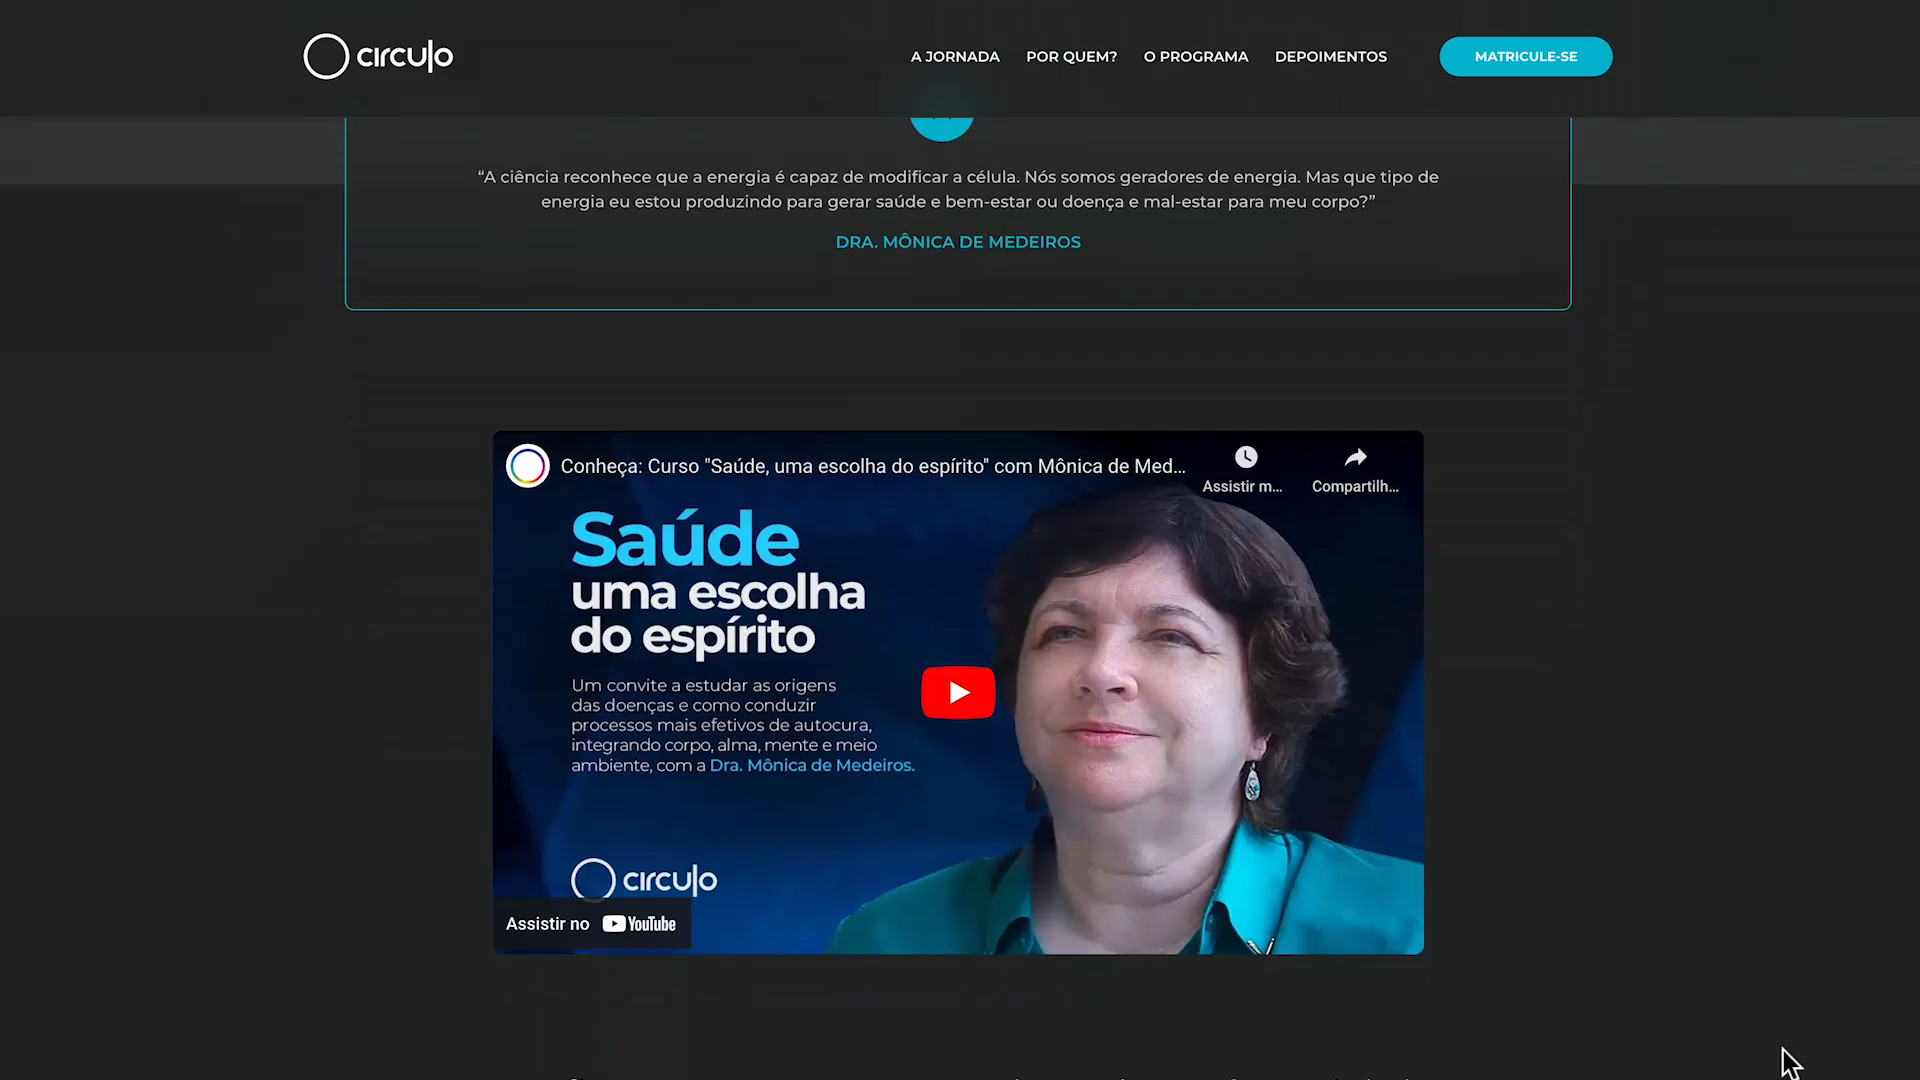 circulo
A JORNADA
POR QUEM?
O PROGRAMA
DEPOIMENTOS
MATRICULE-SE
“A ciência reconhece que a energia é capaz de modificar a célula. Nós somos geradores de energia. Mas que tipo de
energia eu estou produzindo para gerar saúde e bem-estar ou doença e mal-estar para meu corpo?”
DRA. MÔNICA DE MEDEIROS
Conheça: Curso "Saúde, uma escolha do espírito" com Mônica de Med...
Assistir m...
Compartilh...
Saúde
uma escolha
do espírito
Um convite a estudar as origens
das doenças e como conduzir
processos mais efetivos de autocura,
integrando corpo, alma, mente e meio
ambiente, com a Dra. Mônica de Medeiros.
circulo
Assistir no YouTube